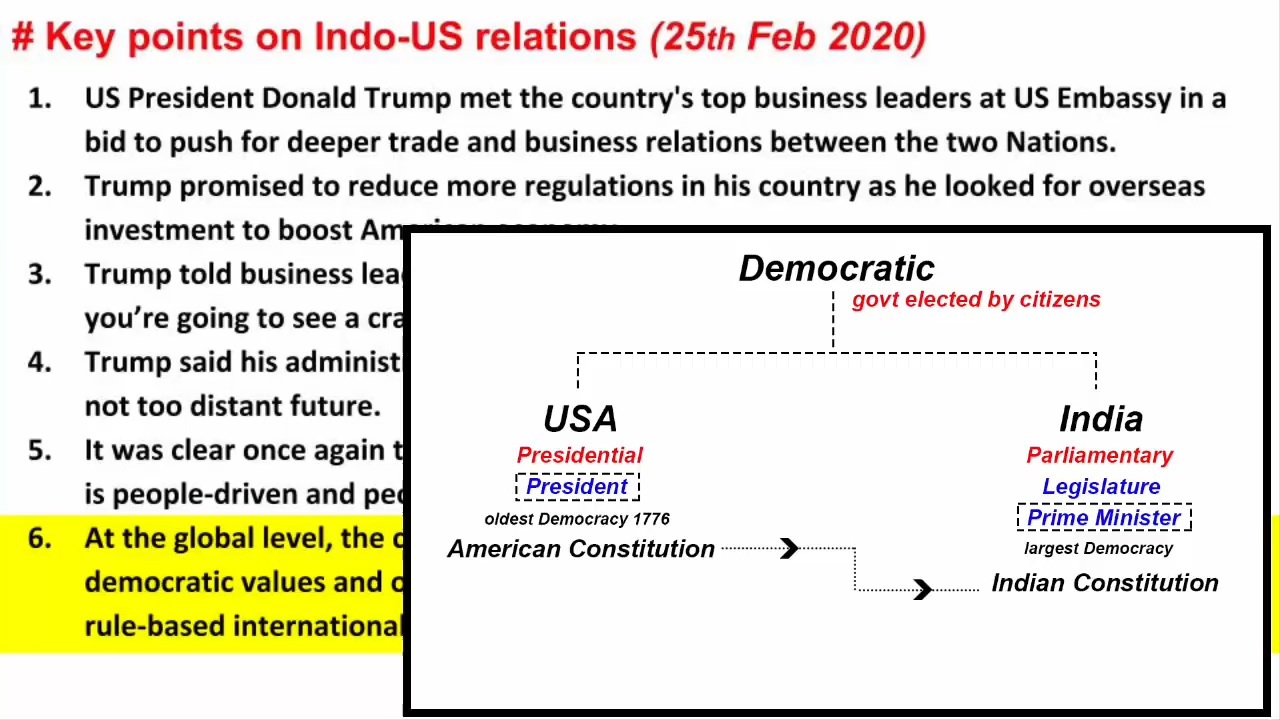 # Key points on Indo-US relations (25th Feb 2020)
1. US President Donald Trump met the country's top business leaders at US Embassy in a
bid to push for deeper trade and business relations between the two Nations.
2. Trump promised to reduce more regulations in his country as he looked for overseas
investment to boost American economy
3. Trump told business lea
you're going to see a cra
4. Trump said his administ
not too distant future.
5. It was clear once again t
is people-driven and peo
6. At the global level, the c
democratic values and o
rule-based international
Democratic
govt elected by citizens
USA
Presidential
President
oldest Democracy 1776
American Constitution
India
Parliamentary
Legislature
Prime Minister
largest Democracy
Indian Constitution